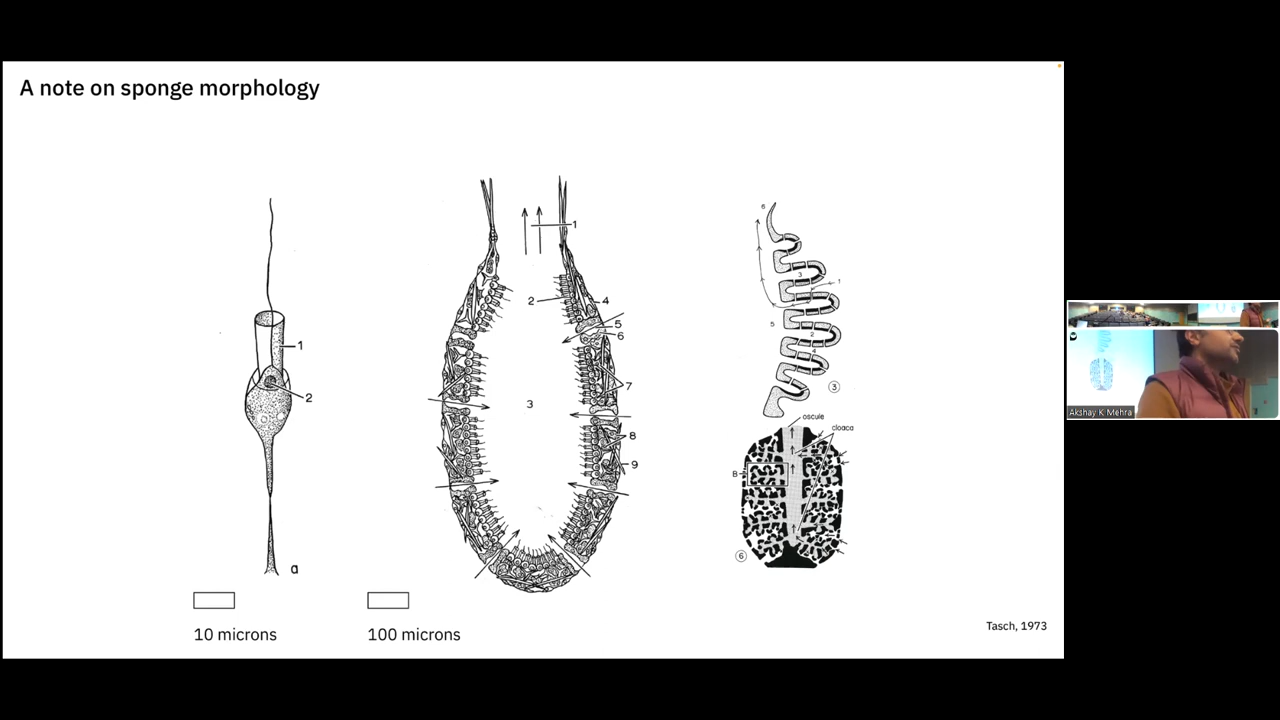 A note on sponge morphology
1
2
a
1
2
4
5
6
3
7
8
9
6
3
1
5
2
4
3
oscule
cloaca
B
6
10 microns
100 microns
Tasch, 1973
Akshay K Mehra